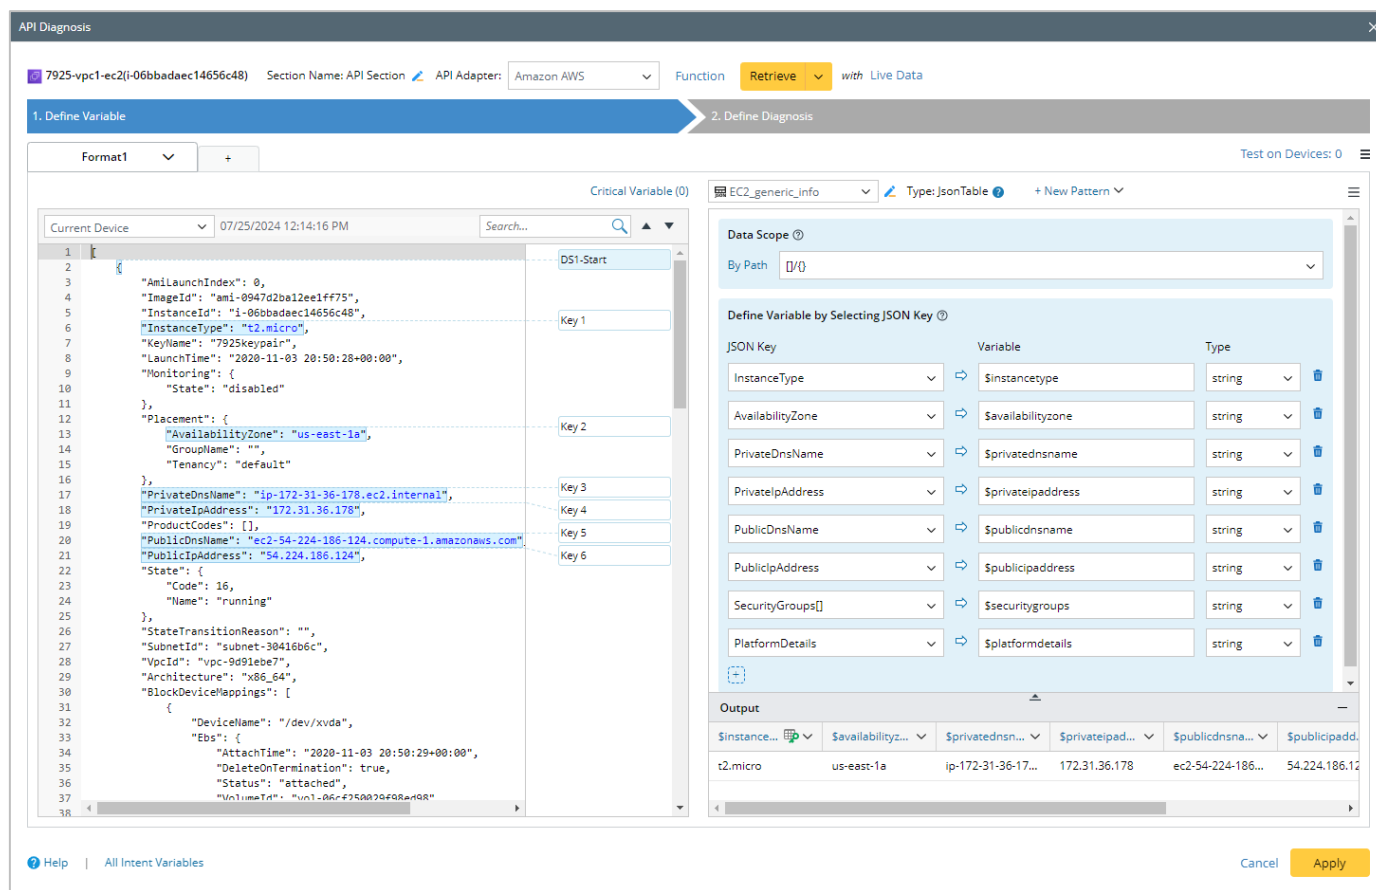 API Diagnosis
7925-vpc1-ec2(i-06bbadaec14656c48) Section Name: API Section API Adapter: Amazon AWS Function Retrieve with Live Data
1. Define Variable
2. Define Diagnosis
Format1 +
Test on Devices: 0
Critical Variable (0)
Current Device 07/25/2024 12:14:16 PM Search...
1 [
2 {
3 "AmiLaunchIndex": 0,
4 "ImageId": "ami-0947d2ba12ee1ff75",
5 "InstanceId": "i-06bbadaec14656c48",
6 "InstanceType": "t2.micro",
7 "KeyName": "7925keypair",
8 "LaunchTime": "2020-11-03 20:50:28+00:00",
9 "Monitoring": {
10 "State": "disabled"
11 },
12 "Placement": {
13 "AvailabilityZone": "us-east-1a",
14 "GroupName": "",
15 "Tenancy": "default"
16 },
17 "PrivateDnsName": "ip-172-31-36-178.ec2.internal",
18 "PrivateIpAddress": "172.31.36.178",
19 "ProductCodes": [],
20 "PublicDnsName": "ec2-54-224-186-124.compute-1.amazonaws.com"
21 "PublicIpAddress": "54.224.186.124",
22 "State": {
23 "Code": 16,
24 "Name": "running"
25 },
26 "StateTransitionReason": "",
27 "SubnetId": "subnet-30416b6c",
28 "VpcId": "vpc-9d91ebe7",
29 "Architecture": "x86_64",
30 "BlockDeviceMappings": [
31 {
32 "DeviceName": "/dev/xvda",
33 "Ebs": {
34 "AttachTime": "2020-11-03 20:50:29+00:00",
35 "DeleteOnTermination": true,
36 "Status": "attached",
37 "VolumeId": "vol-06cf250029f98ed98"
38
DS1-Start
Key 1
Key 2
Key 3
Key 4
Key 5
Key 6
EC2_generic_info Type: JsonTable + New Pattern
Data Scope
By Path []/{}
Define Variable by Selecting JSON Key
JSON Key Variable Type
InstanceType $instancetype string
AvailabilityZone $availabilityzone string
PrivateDnsName $privatednsname string
PrivateIpAddress $privateipaddress string
PublicDnsName $publicdnsname string
PublicIpAddress $publicipaddress string
SecurityGroups[] $securitygroups string
PlatformDetails $platformdetails string
Output
$instance... $availabilityz... $privatednsn... $privateipad... $publicdnsna... $publicipadd.
t2.micro us-east-1a ip-172-31-36-17... 172.31.36.178 ec2-54-224-186... 54.224.186.12
Help | All Intent Variables
Cancel Apply